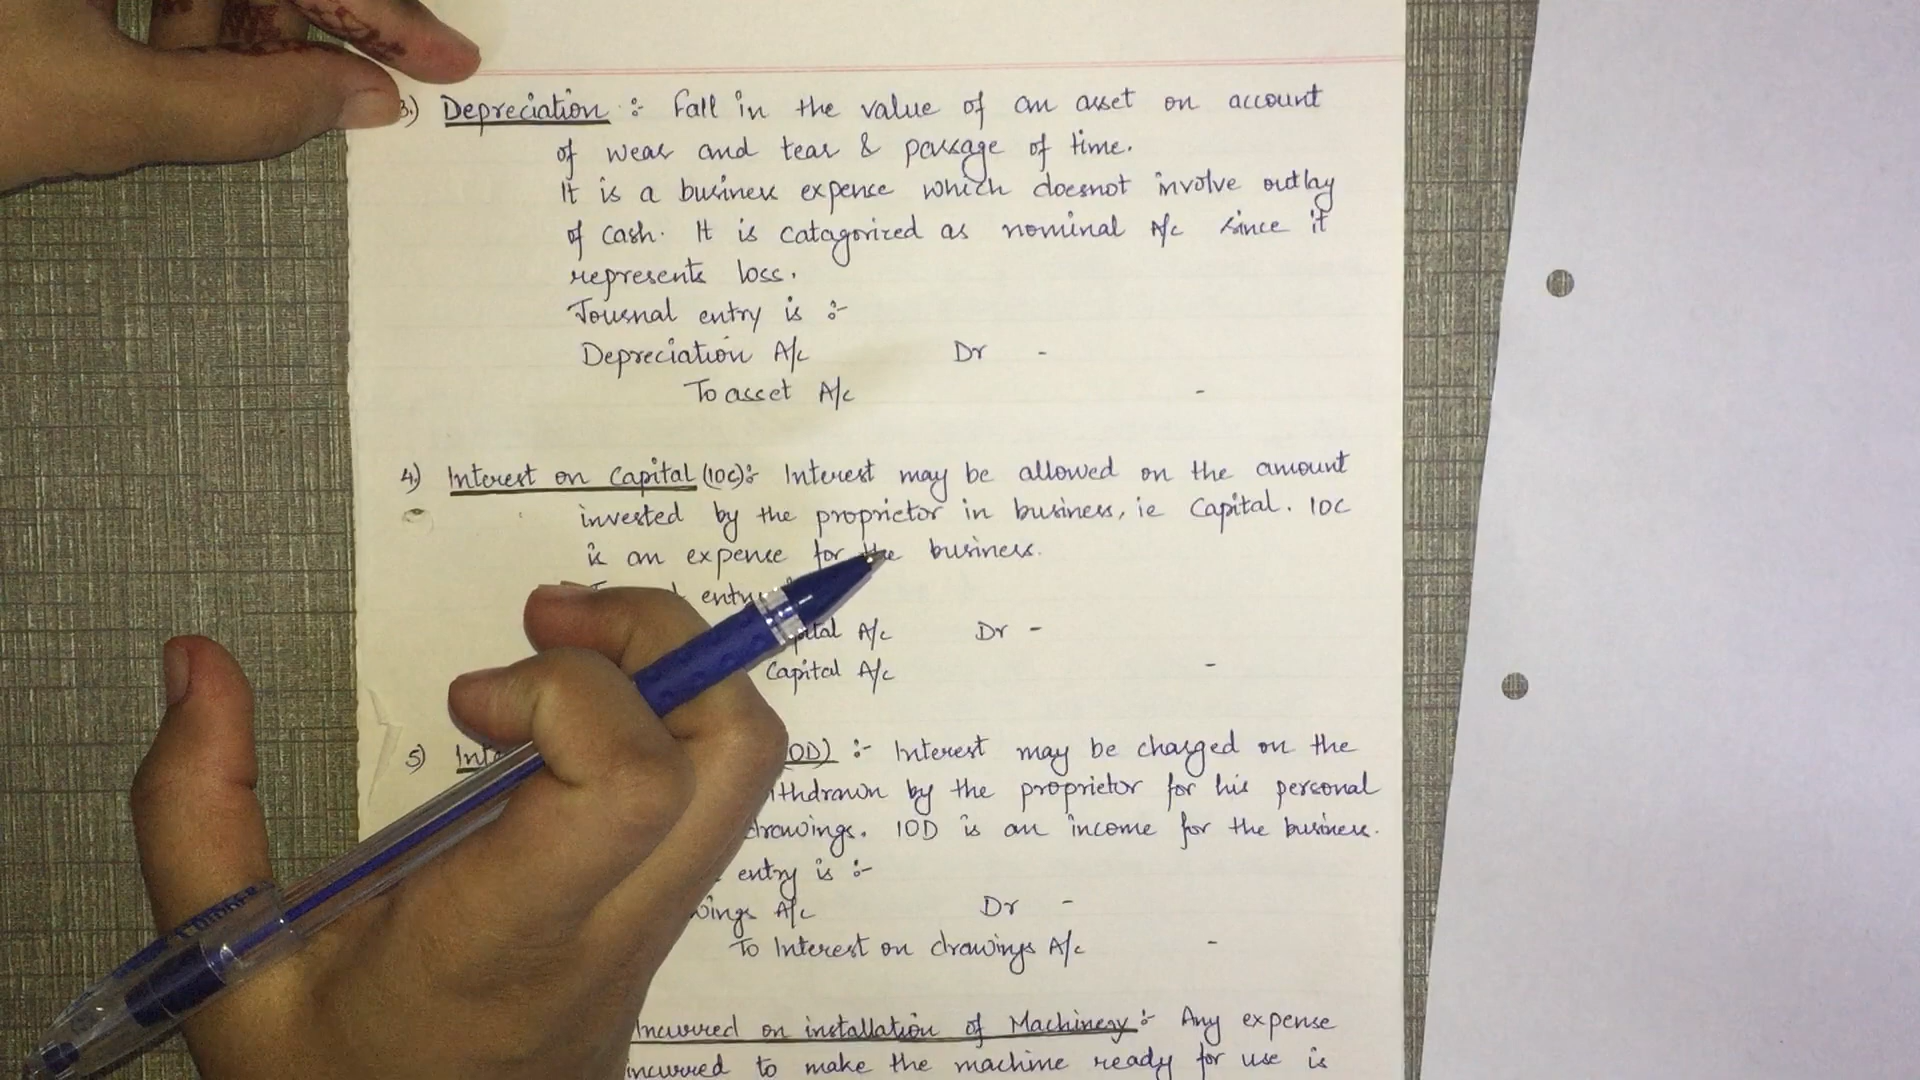 3.) Depreciation :- Fall in the value of an asset on account
of wear and tear & passage of time.
It is a business expense which doesnot involve outlay
of cash. It is catagorized as nominal A/c since it
represents loss.
Journal entry is :-
Depreciation A/c Dr -
To asset A/c -
4.) Interest on Capital (IOC):- Interest may be allowed on the amount
invested by the proprietor in business, ie Capital. IOC
is an expense for the business.
entry
A/c Dr -
Capital A/c -
5) (OD) :- Interest may be charged on the
by the proprietor for his personal
drawings. IOD is an income for the business.
entry is :-
A/c Dr -
To Interest on drawings A/c -
Incurred on installation of Machinery :- Any expense
incurred to make the machine ready for use is